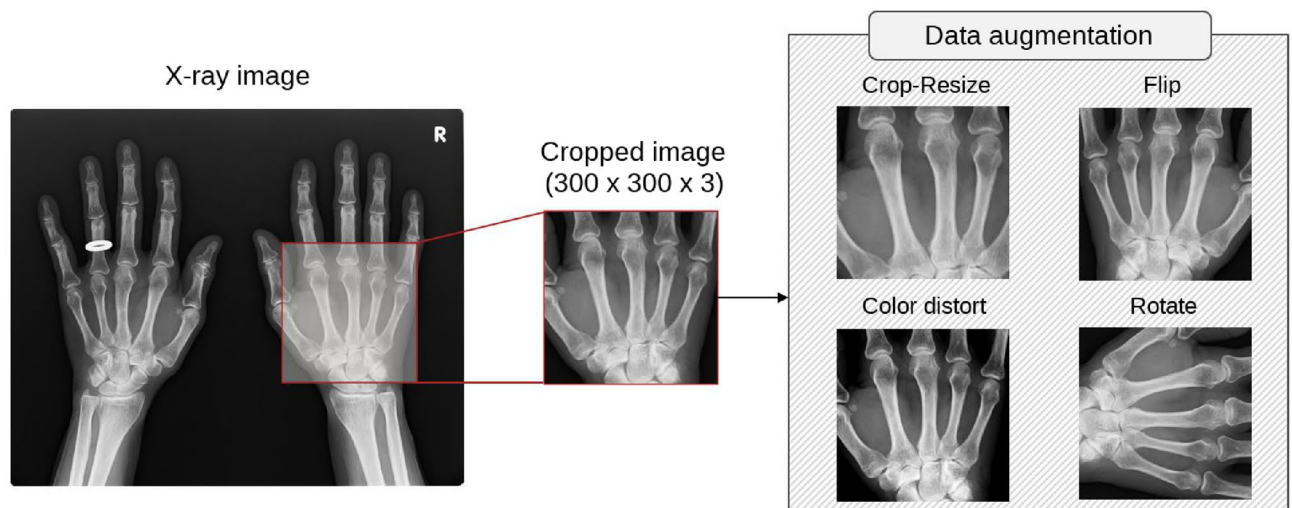 X-ray image
R
Cropped image
(300 x 300 x 3)
Data augmentation
Crop-Resize
Flip
Color distort
Rotate